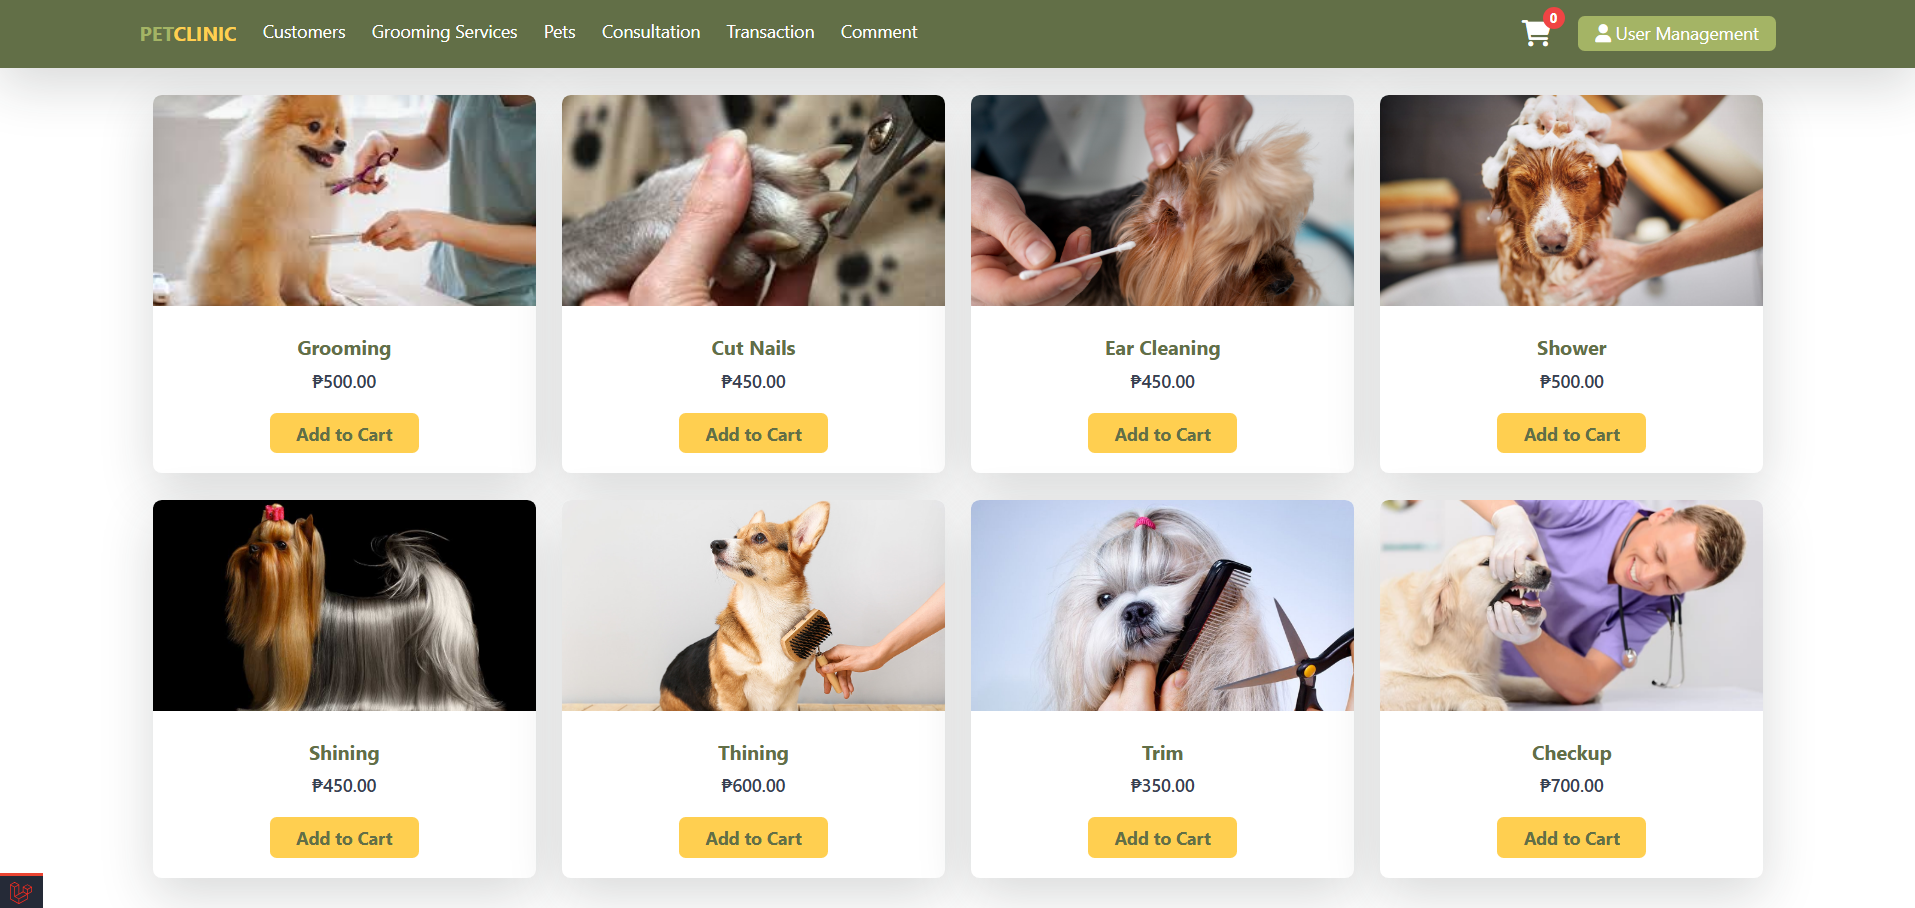 PETCLINIC Customers Grooming Services Pets Consultation Transaction Comment 0 User Management
Grooming Cut Nails Ear Cleaning Shower
₱500.00 ₱450.00 ₱450.00 ₱500.00
Add to Cart Add to Cart Add to Cart Add to Cart
Shining Thining Trim Checkup
₱450.00 ₱600.00 ₱350.00 ₱700.00
Add to Cart Add to Cart Add to Cart Add to Cart